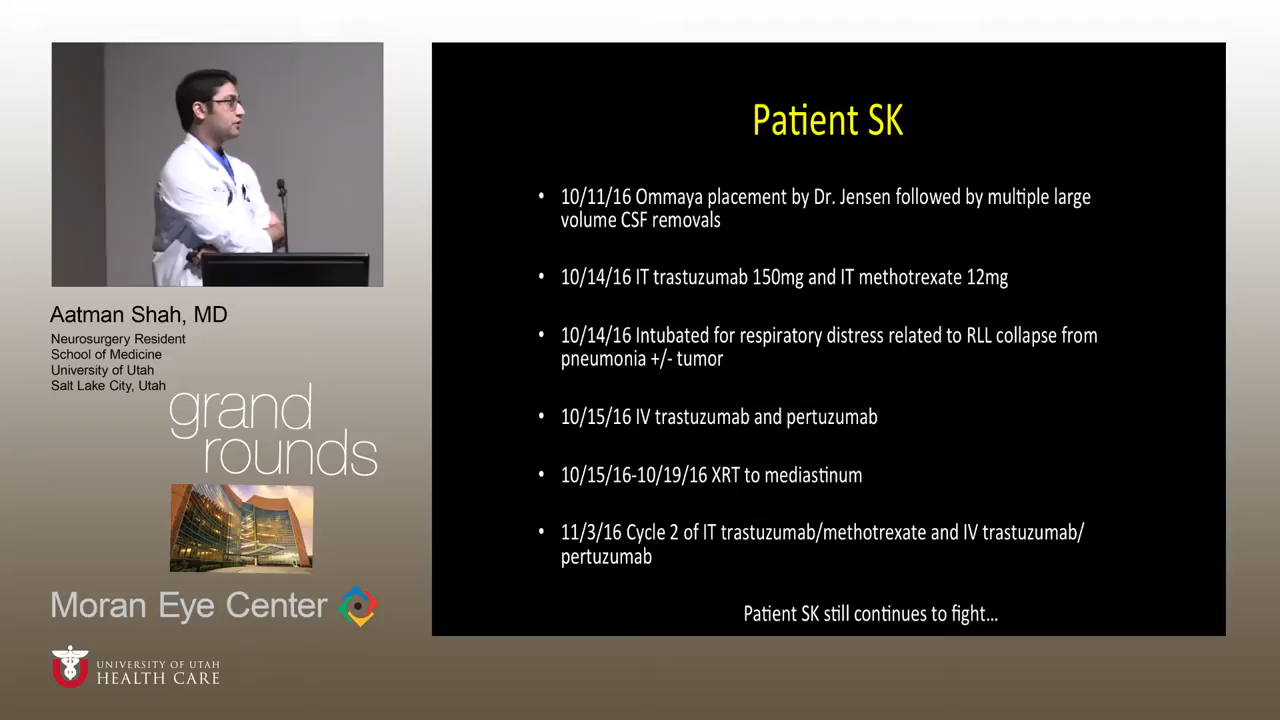 Patient SK
• 10/11/16 Ommaya placement by Dr. Jensen followed by multiple large
volume CSF removals
• 10/14/16 IT trastuzumab 150mg and IT methotrexate 12mg
• 10/14/16 Intubated for respiratory distress related to RLL collapse from
pneumonia +/- tumor
• 10/15/16 IV trastuzumab and pertuzumab
• 10/15/16-10/19/16 XRT to mediastinum
• 11/3/16 Cycle 2 of IT trastuzumab/methotrexate and IV trastuzumab/
pertuzumab
Patient SK still continues to fight...
Aatman Shah, MD
Neurosurgery Resident
School of Medicine
University of Utah
Salt Lake City, Utah
grand
rounds
Moran Eye Center
UNIVERSITY OF UTAH
HEALTH CARE